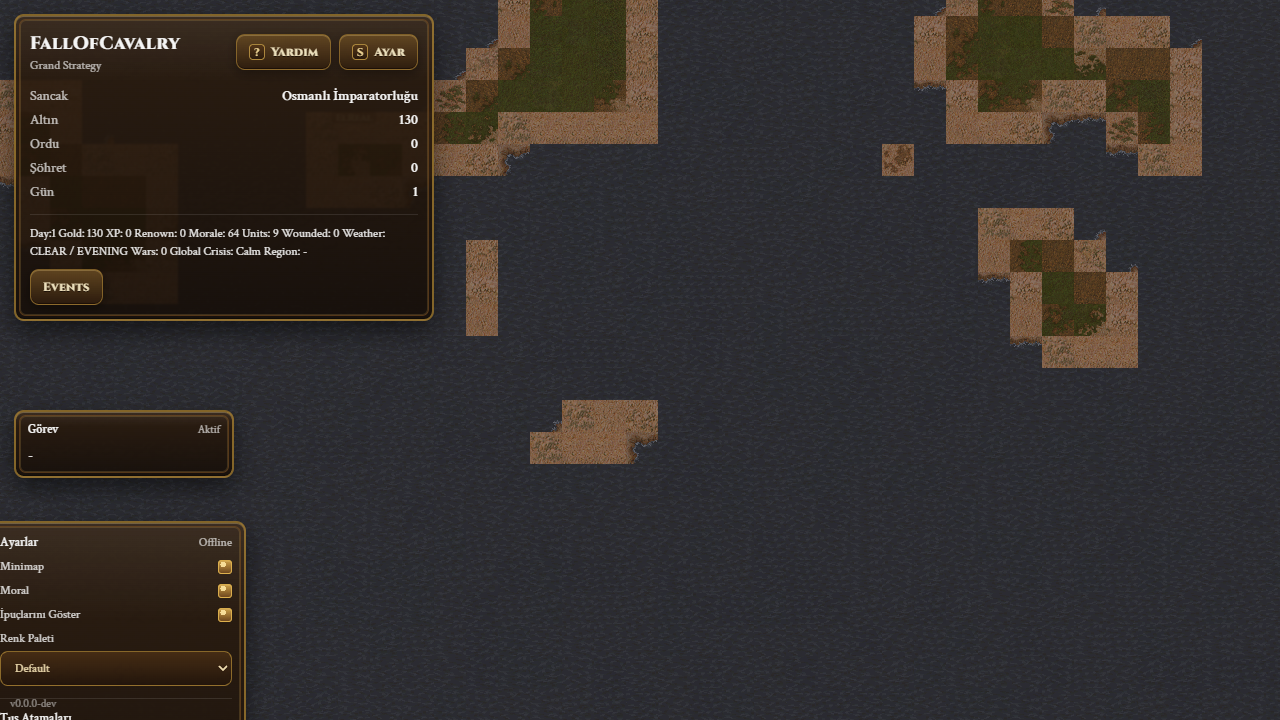 FallOfCavalry
Grand Strategy
? Yardım
S Ayar
Sancak Osmanlı İmparatorluğu
Altın 130
Ordu 0
Şöhret 0
Gün 1
Day:1 Gold: 130 XP: 0 Renown: 0 Morale: 64 Units: 9 Wounded: 0 Weather:
CLEAR / EVENING Wars: 0 Global Crisis: Calm Region: -
Events
Görev Aktif
-
Ayarlar Offline
Minimap
Moral
İpuçlarını Göster
Renk Paleti
Default
v0.0.0-dev
Tuş Atamaları